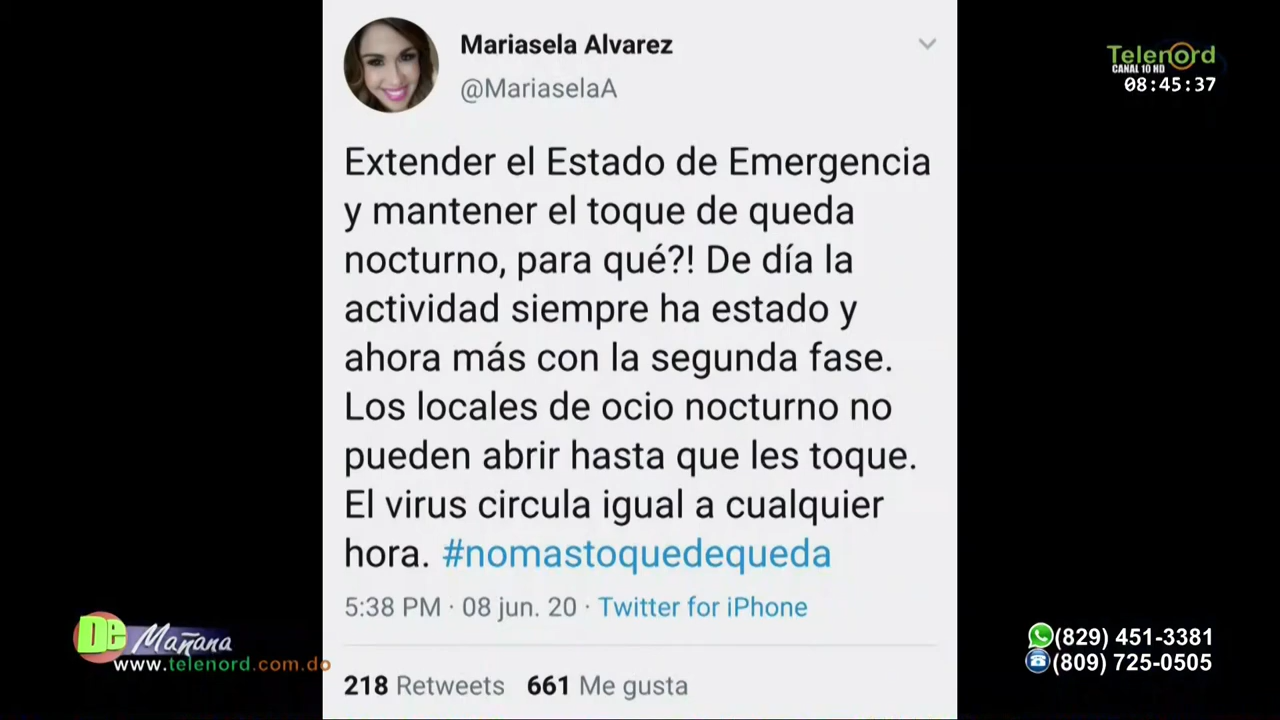 Mariasela Alvarez
@MariaselaA
Telenord
CANAL 10 HD
08:45:37
Extender el Estado de Emergencia
y mantener el toque de queda
nocturno, para qué?! De día la
actividad siempre ha estado y
ahora más con la segunda fase.
Los locales de ocio nocturno no
pueden abrir hasta que les toque.
El virus circula igual a cualquier
hora. #nomastoquedequeda
5:38 PM · 08 jun. 20 · Twitter for iPhone
218 Retweets 661 Me gusta
De Mañana
www.telenord.com.do
(829) 451-3381
(809) 725-0505